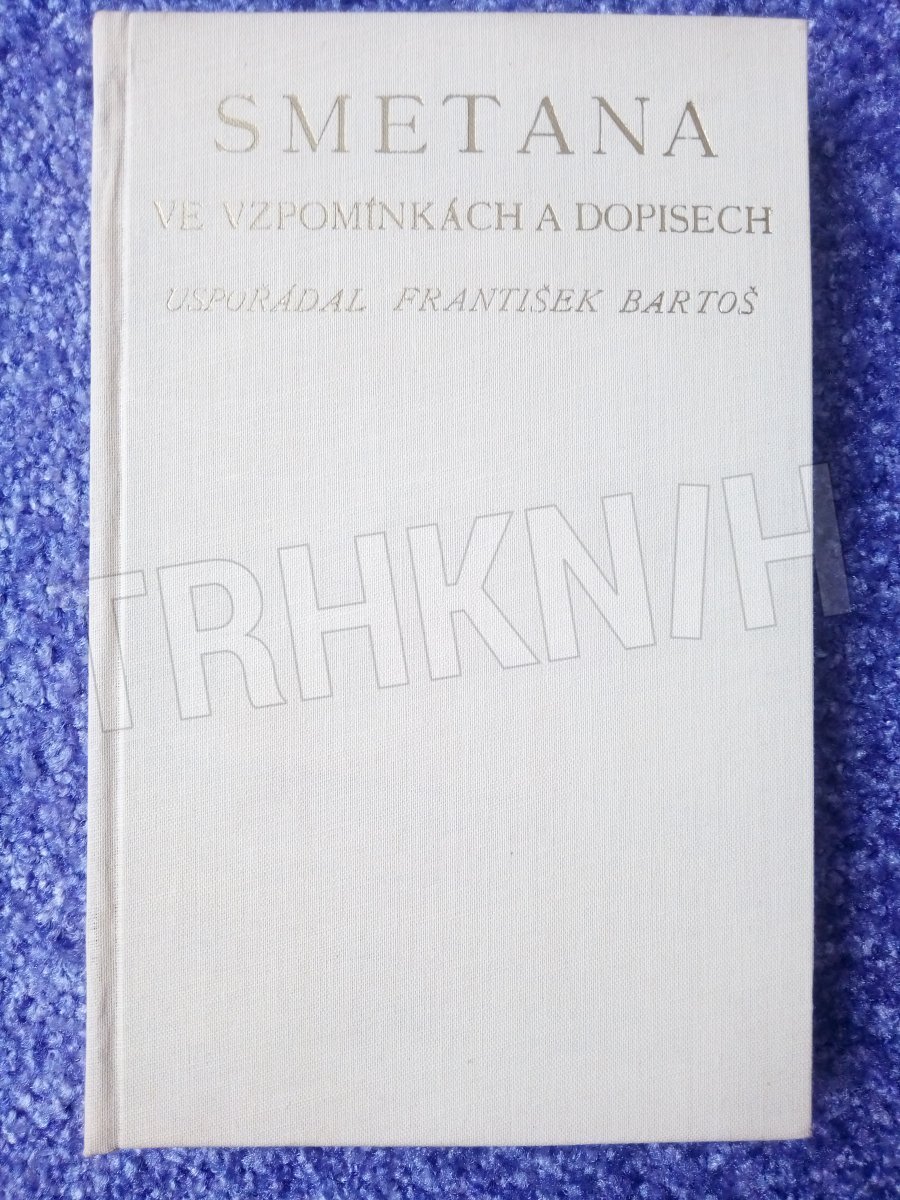 SMETANA
VE VZPOMÍNKÁCH A DOPISECH
USPOŘÁDAL FRANTIŠEK BARTOŠ
TRHKNIH